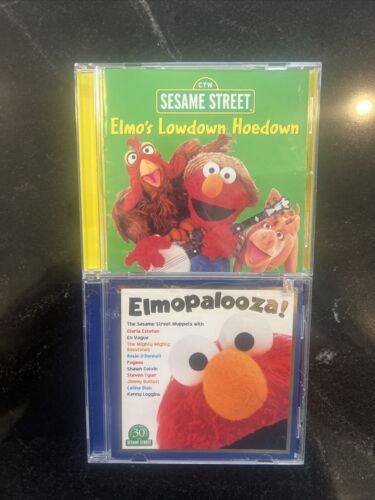 CTW
SESAME STREET
Elmo's Lowdown Hoedown
Elmopalooza!
The Sesame Street Muppets with
Gloria Estefan
En Vogue
The Mighty Mighty
Bosstones
Rosie O'Donnell
Fugees
Shawn Colvin
Steven Tyler
Jimmy Buffett
Celine Dion
Kenny Loggins
30
SESAME STREET